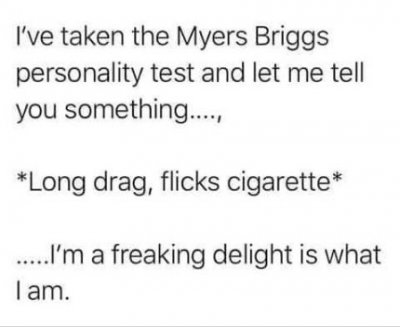 I've taken the Myers Briggs
personality test and let me tell
you something....,
*Long drag, flicks cigarette*
.....I'm a freaking delight is what
I am.